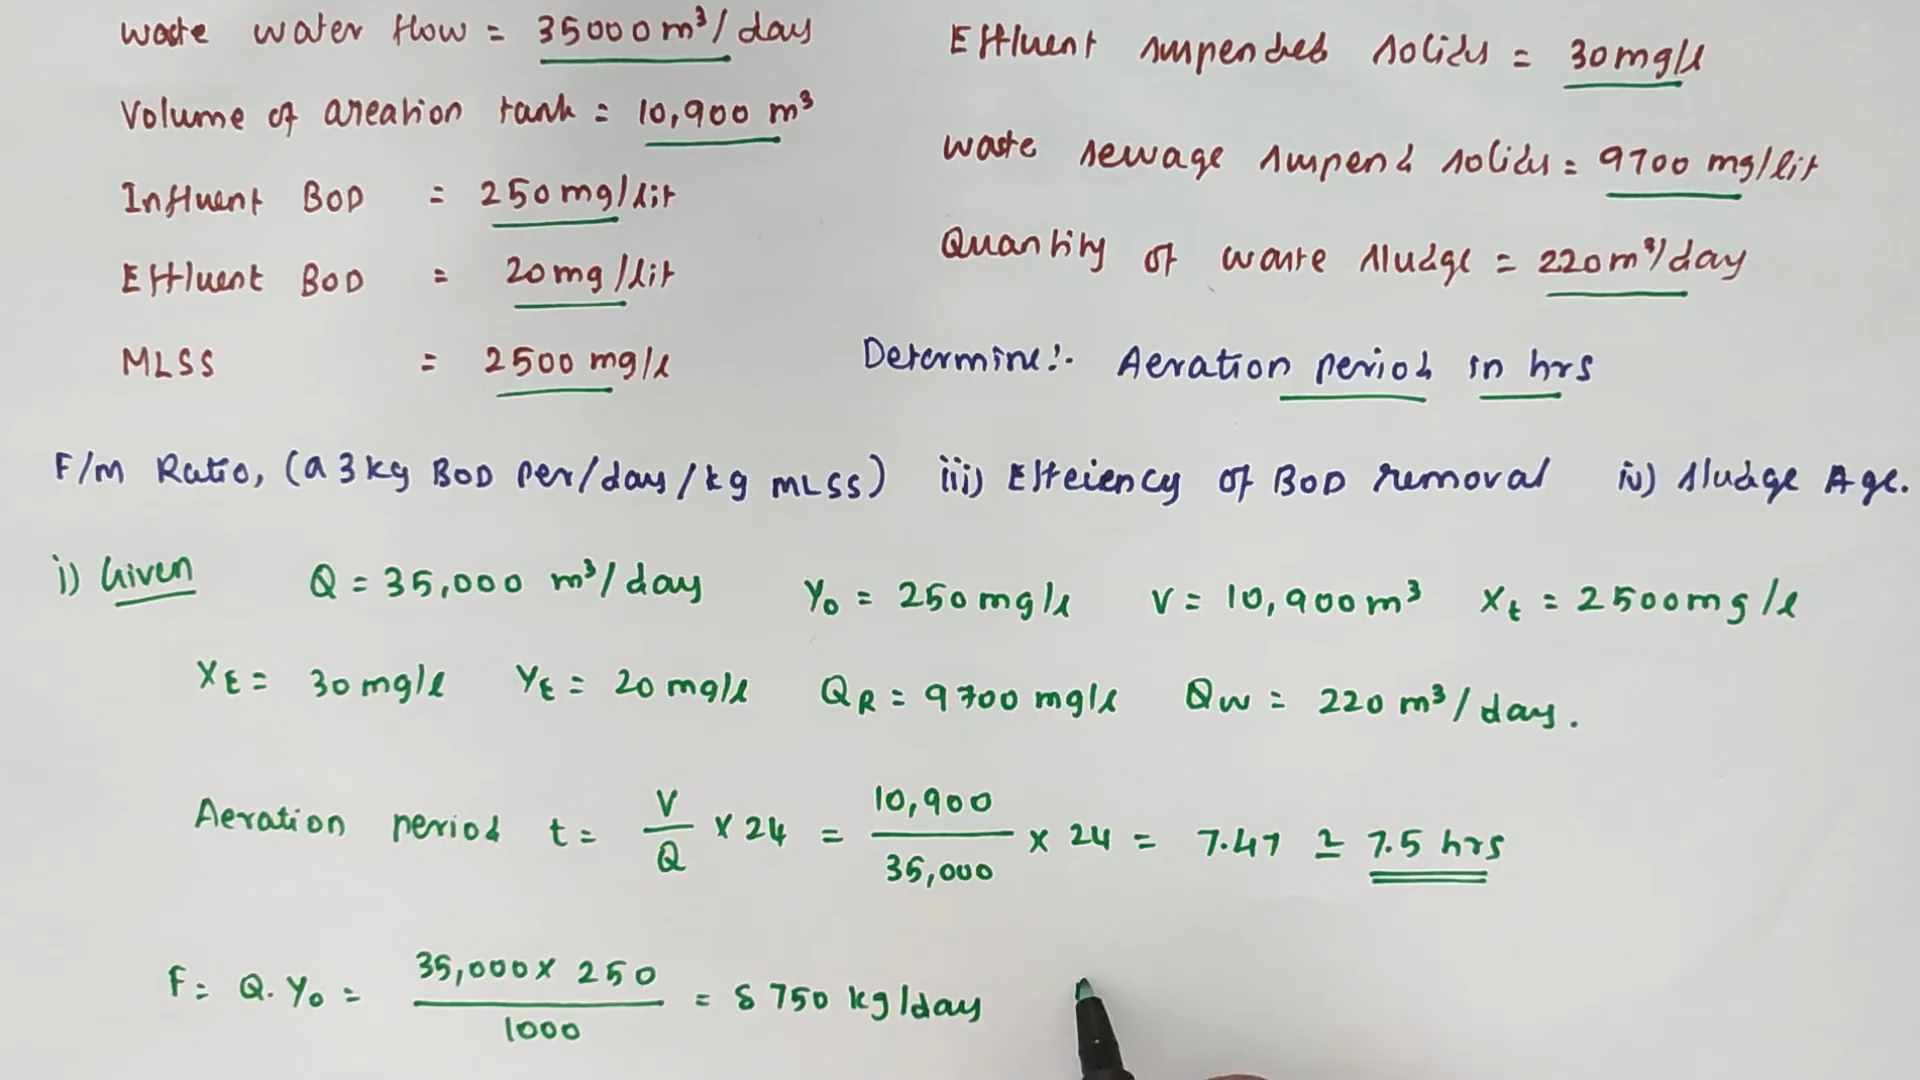 Waste water flow = 35000 m³/day
Volume of areation tank = 10,900 m³
Influent BOD = 250 mg/lit
Effluent BOD = 20 mg/lit
MLSS = 2500 mg/l
Effluent suspended solids = 30 mg/l
waste sewage suspend solids = 9700 mg/lit
Quantity of waste sludge = 220 m³/day
Determine:- Aeration period in hrs
F/M Ratio, (a 3 kg BOD per/day/kg MLSS) iii) Effeiency of BOD removal iv) sludge Age.
i) Given Q = 35,000 m³/day Y₀ = 250 mg/l V = 10,900 m³ Xₜ = 2500 mg/l
X_E = 30 mg/l Y_E = 20 mg/l Q_R = 9700 mg/l Q_W = 220 m³/day.
Aeration period t = V/Q x 24 = 10,900/35,000 x 24 = 7.47 ≃ 7.5 hrs
F = Q. Y₀ = 35,000 x 250/1000 = 8750 kg/day